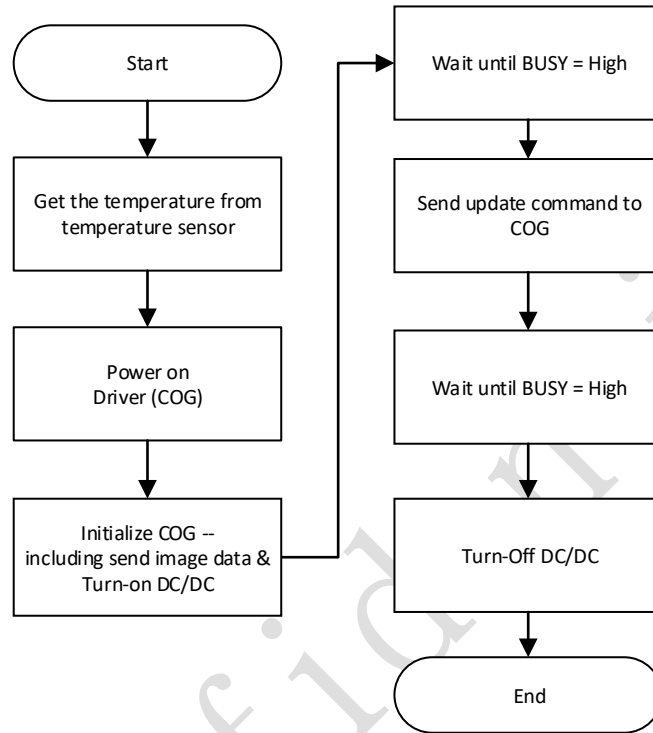 Start
Get the temperature from
temperature sensor
Power on
Driver (COG)
Initialize COG --
including send image data &
Turn-on DC/DC
Wait until BUSY = High
Send update command to
COG
Wait until BUSY = High
Turn-Off DC/DC
End